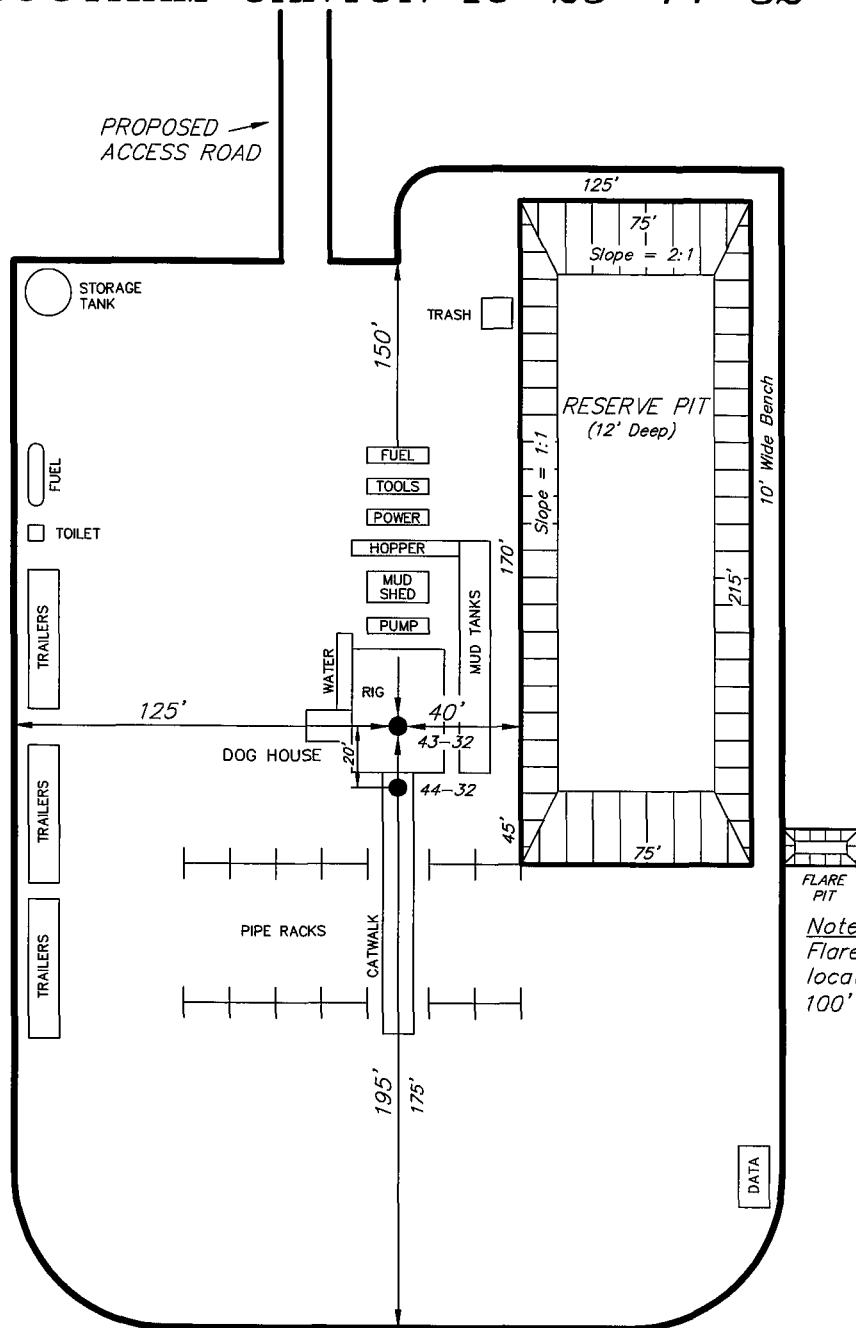 PROPOSED
ACCESS ROAD
125'
75'
Slope = 2:1
STORAGE
TANK
TRASH
150'
RESERVE PIT
(12' Deep)
10' Wide Bench
Slope = 1:1
FUEL
FUEL
TOOLS
POWER
TOILET
HOPPER
170'
215'
MUD
SHED
TRAILERS
PUMP
MUD TANKS
WATER
RIG
125'
40'
43-32
DOG HOUSE
20'
44-32
TRAILERS
45'
75'
FLARE
PIT
PIPE RACKS
CATWALK
TRAILERS
Note
Flare
locat
100'
195'
175'
DATA